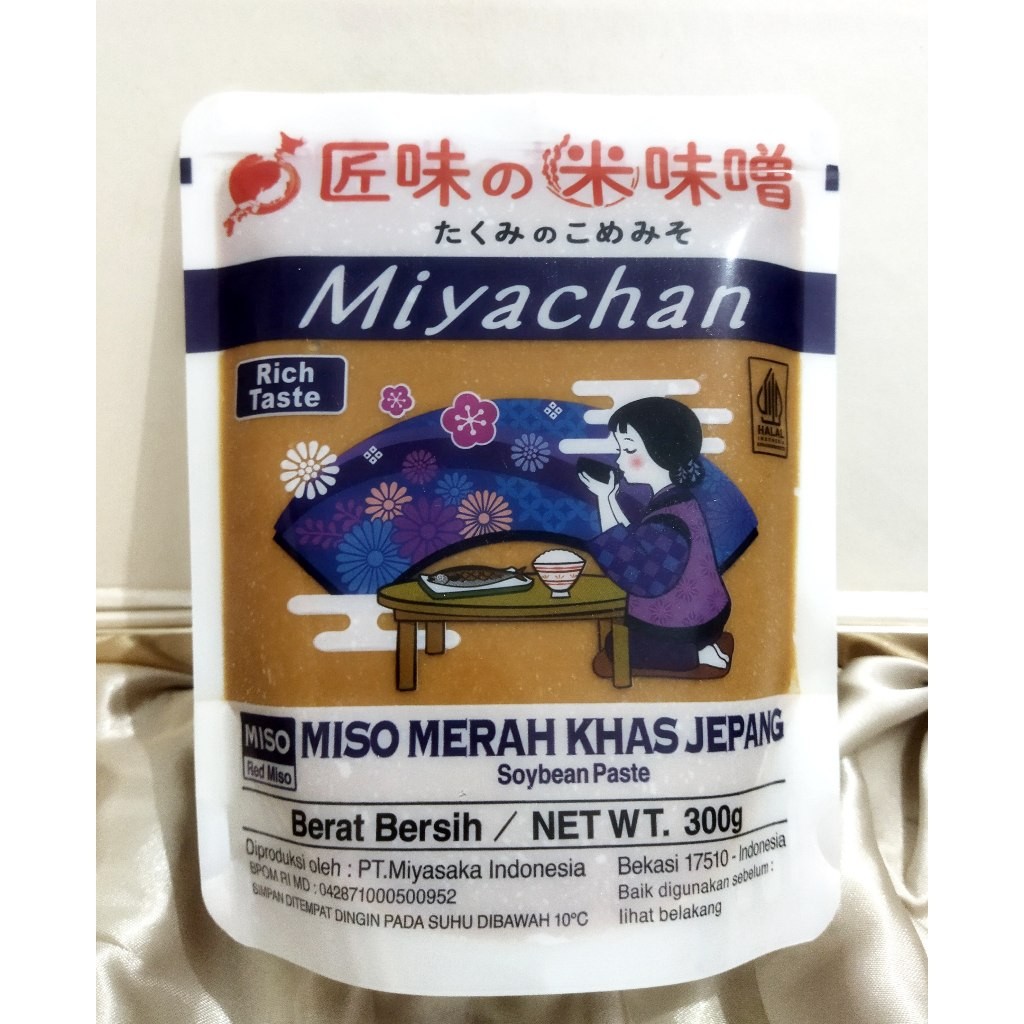 匠味の米味噌
たくみのこめみそ
Miyachan
Rich
Taste
HALAL
INDONESIA
MISO
Red Miso
MISO MERAH KHAS JEPANG
Soybean Paste
Berat Bersih / NET WT. 300g
Diproduksi oleh : PT.Miyasaka Indonesia
Bekasi 17510 - Indonesia
BPOM RI MD : 042871000500952
Baik digunakan sebelum :
SIMPAN DITEMPAT DINGIN PADA SUHU DIBAWAH 10°C
lihat belakang